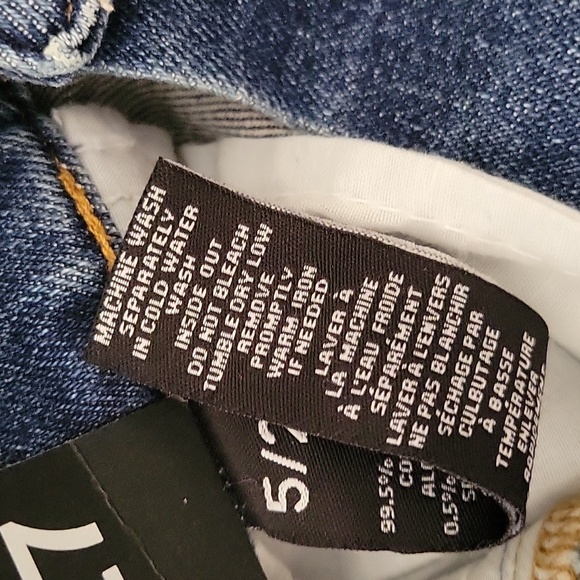 MACHINE WASH
SEPARATELY
IN COLD WATER
WASH
INSIDE OUT
DO NOT BLEACH
TUMBLE DRY LOW
REMOVE
PROMPTLY
WARM IRON
IF NEEDED
LAVER À
LA MACHINE
À L'EAU FROIDE
SÉPARÉMENT
LAVER À L'ENVERS
NE PAS BLANCHIR
SÉCHAGE PAR
CULBUTAGE
À BASSE
TEMPÉRATURE
ENLEVER
5/2
99.5%
CO
0.5%